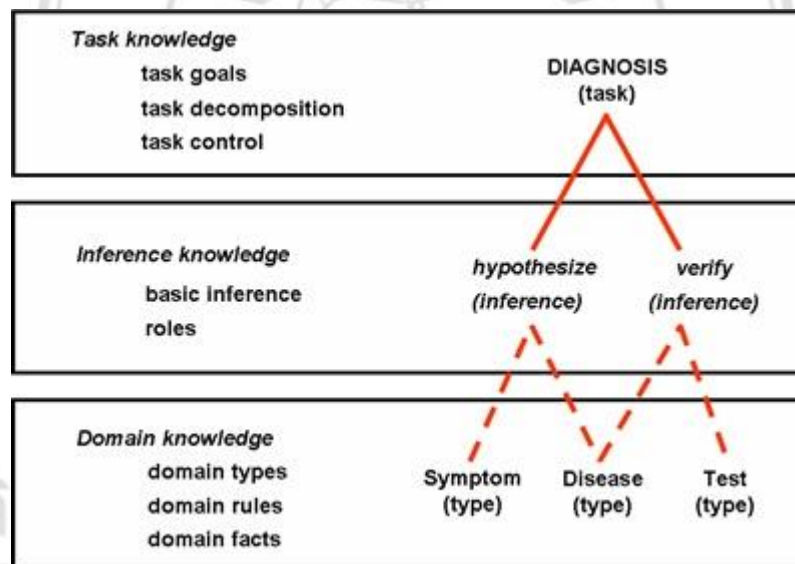 Task knowledge
task goals
task decomposition
task control
DIAGNOSIS
(task)
Inference knowledge
basic inference
roles
hypothesize
(inference)
verify
(inference)
Domain knowledge
domain types
domain rules
domain facts
Symptom
(type)
Disease
(type)
Test
(type)